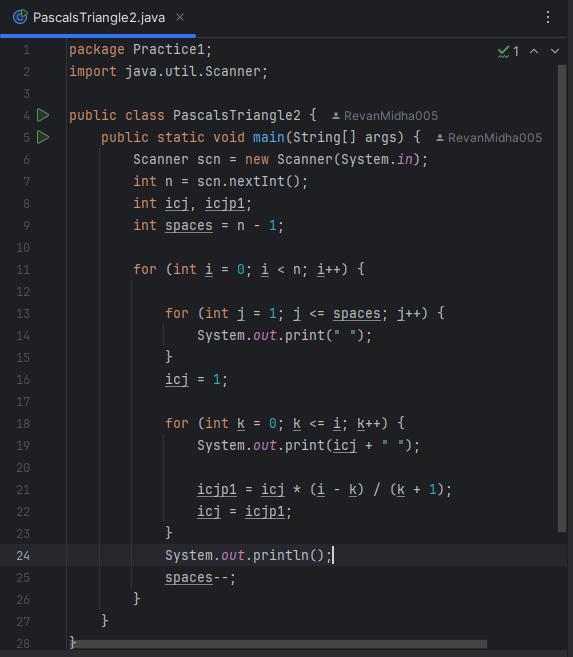 PascalsTriangle2.java
1 package Practice1;
1
2 import java.util.Scanner;
3
4 public class PascalsTriangle2 { RevanMidha005
5     public static void main(String[] args) { RevanMidha005
6         Scanner scn = new Scanner(System.in);
7         int n = scn.nextInt();
8         int icj, icjp1;
9         int spaces = n - 1;
10
11         for (int i = 0; i < n; i++) {
12
13             for (int j = 1; j <= spaces; j++) {
14                 System.out.print(" ");
15             }
16             icj = 1;
17
18             for (int k = 0; k <= i; k++) {
19                 System.out.print(icj + " ");
20
21                 icjp1 = icj * (i - k) / (k + 1);
22                 icj = icjp1;
23             }
24             System.out.println();
25             spaces--;
26         }
27     }
28 }